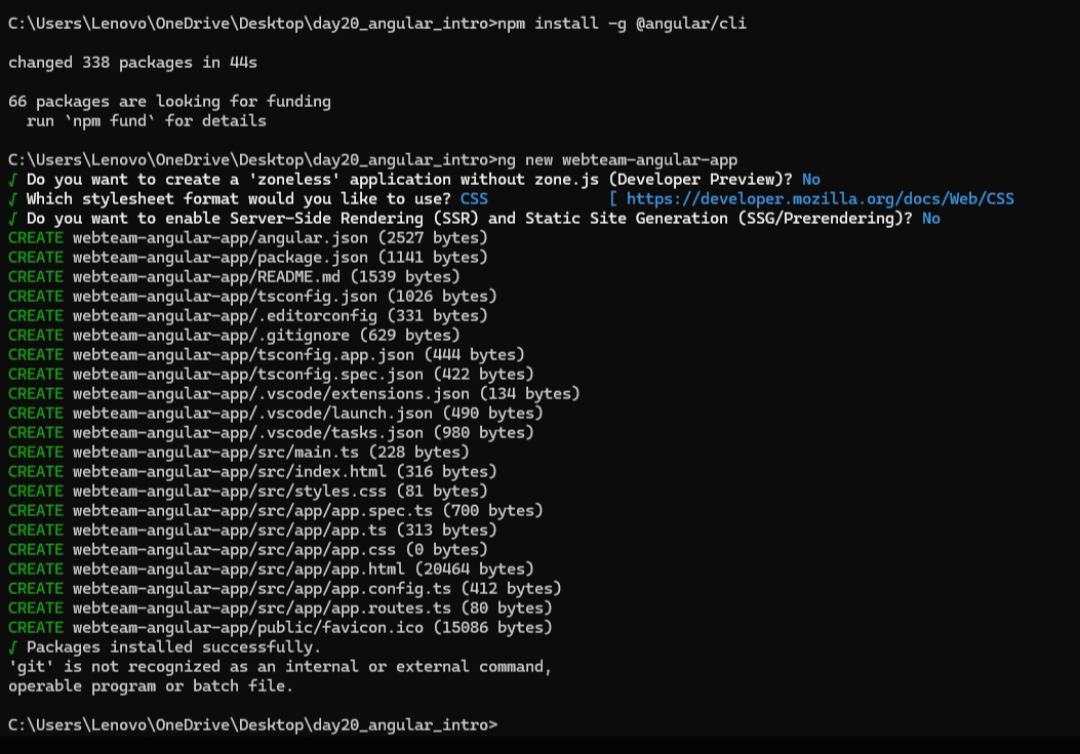 C:\Users\Lenovo\OneDrive\Desktop\day20_angular_intro>npm install -g @angular/cli
changed 338 packages in 44s
66 packages are looking for funding
  run `npm fund` for details
C:\Users\Lenovo\OneDrive\Desktop\day20_angular_intro>ng new webteam-angular-app
√ Do you want to create a 'zoneless' application without zone.js (Developer Preview)? No
√ Which stylesheet format would you like to use? CSS             [ https://developer.mozilla.org/docs/Web/CSS
√ Do you want to enable Server-Side Rendering (SSR) and Static Site Generation (SSG/Prerendering)? No
CREATE webteam-angular-app/angular.json (2527 bytes)
CREATE webteam-angular-app/package.json (1141 bytes)
CREATE webteam-angular-app/README.md (1539 bytes)
CREATE webteam-angular-app/tsconfig.json (1026 bytes)
CREATE webteam-angular-app/.editorconfig (331 bytes)
CREATE webteam-angular-app/.gitignore (629 bytes)
CREATE webteam-angular-app/tsconfig.app.json (444 bytes)
CREATE webteam-angular-app/tsconfig.spec.json (422 bytes)
CREATE webteam-angular-app/.vscode/extensions.json (134 bytes)
CREATE webteam-angular-app/.vscode/launch.json (490 bytes)
CREATE webteam-angular-app/.vscode/tasks.json (980 bytes)
CREATE webteam-angular-app/src/main.ts (228 bytes)
CREATE webteam-angular-app/src/index.html (316 bytes)
CREATE webteam-angular-app/src/styles.css (81 bytes)
CREATE webteam-angular-app/src/app/app.spec.ts (700 bytes)
CREATE webteam-angular-app/src/app/app.ts (313 bytes)
CREATE webteam-angular-app/src/app/app.css (0 bytes)
CREATE webteam-angular-app/src/app/app.html (20464 bytes)
CREATE webteam-angular-app/src/app/app.config.ts (412 bytes)
CREATE webteam-angular-app/src/app/app.routes.ts (80 bytes)
CREATE webteam-angular-app/public/favicon.ico (15086 bytes)
√ Packages installed successfully.
'git' is not recognized as an internal or external command,
operable program or batch file.
C:\Users\Lenovo\OneDrive\Desktop\day20_angular_intro>